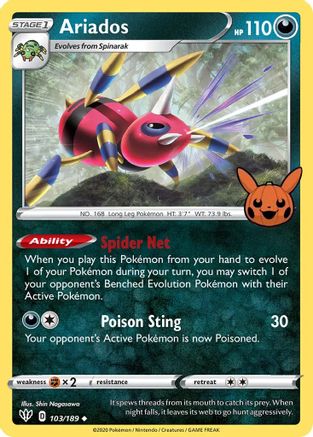 STAGE 1
Ariados
HP 110
Evolves from Spinarak
NO. 168 Long Leg Pokémon HT: 3'7" WT: 73.9 lbs
Ability Spider Net
When you play this Pokémon from your hand to evolve
1 of your Pokémon during your turn, you may switch 1 of
your opponent's Benched Evolution Pokémon with their
Active Pokémon.
Poison Sting 30
Your opponent's Active Pokémon is now Poisoned.
weakness ×2 resistance retreat
Illus. Shin Nagasawa
D 103/189
It spews threads from its mouth to catch its prey. When
night falls, it leaves its web to go hunt aggressively.
©2020 Pokémon / Nintendo / Creatures / GAME FREAK